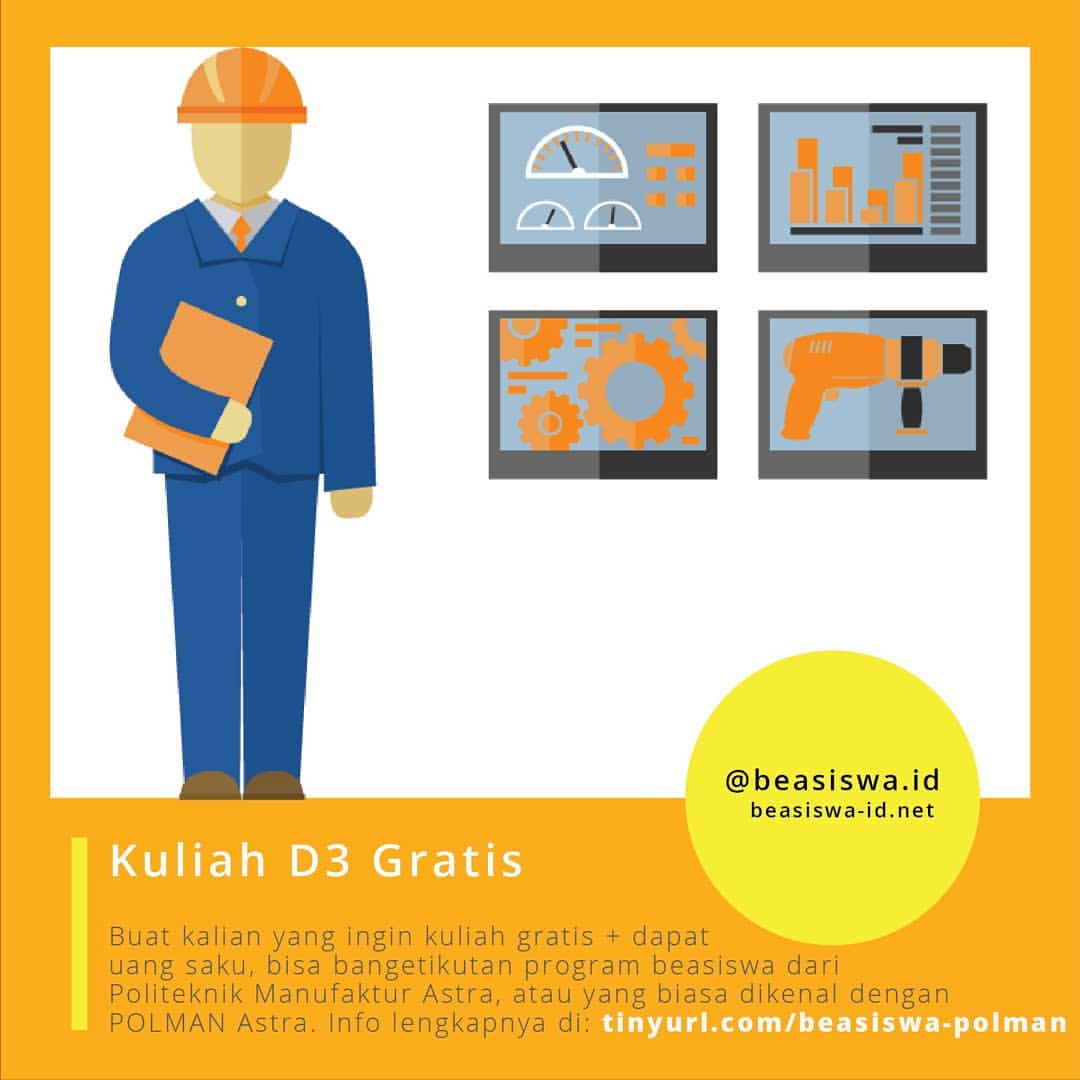 @beasiswa.id
beasiswa-id.net
Kuliah D3 Gratis
Buat kalian yang ingin kuliah gratis + dapat
uang saku, bisa bangetikutan program beasiswa dari
Politeknik Manufaktur Astra, atau yang biasa dikenal dengan
POLMAN Astra. Info lengkapnya di: tinyurl.com/beasiswa-polman